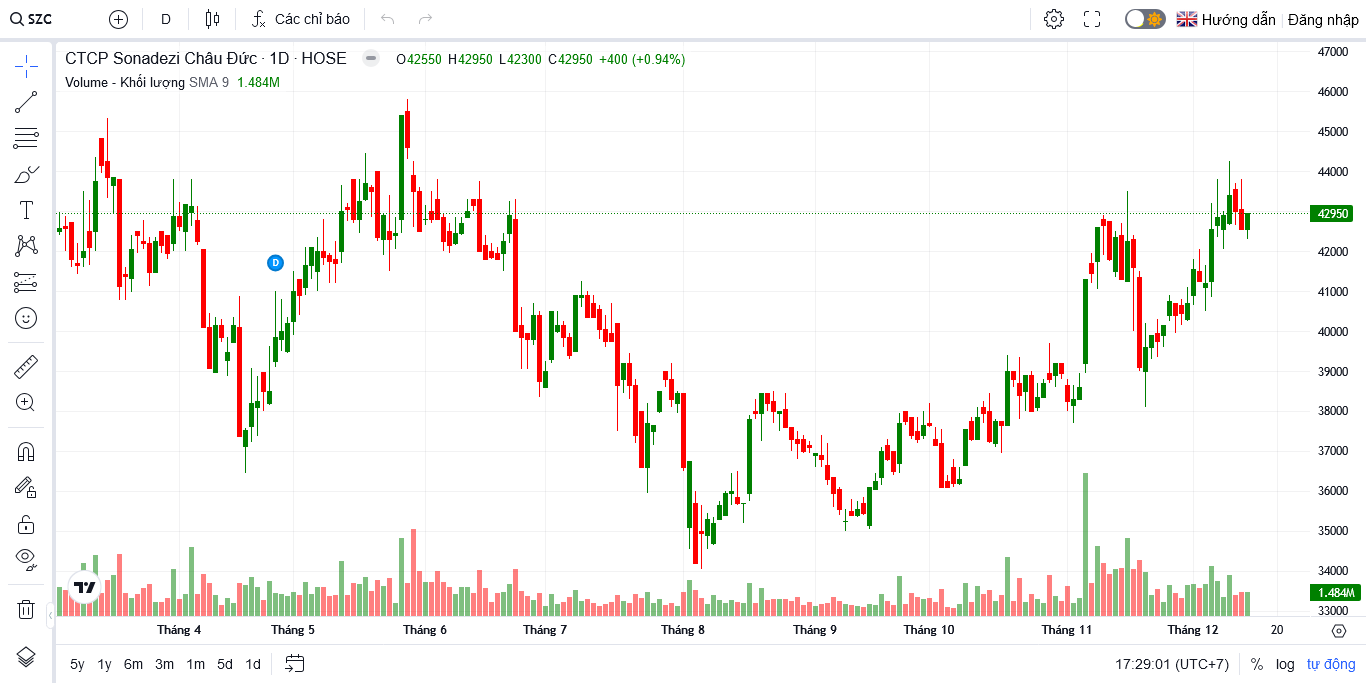 SZC D Các chỉ báo Hướng dẫn Đăng nhập
CTCP Sonadezi Châu Đức · 1D · HOSE O42550 H42950 L42300 C42950 +400 (+0.94%)
Volume - Khối lượng SMA 9 1.484M
47000
46000
45000
44000
42950
42000
41000
40000
39000
38000
37000
36000
35000
34000
1.484M
33000
D
Tháng 4 Tháng 5 Tháng 6 Tháng 7 Tháng 8 Tháng 9 Tháng 10 Tháng 11 Tháng 12 20
5y 1y 6m 3m 1m 5d 1d 17:29:01 (UTC+7) % log tự động